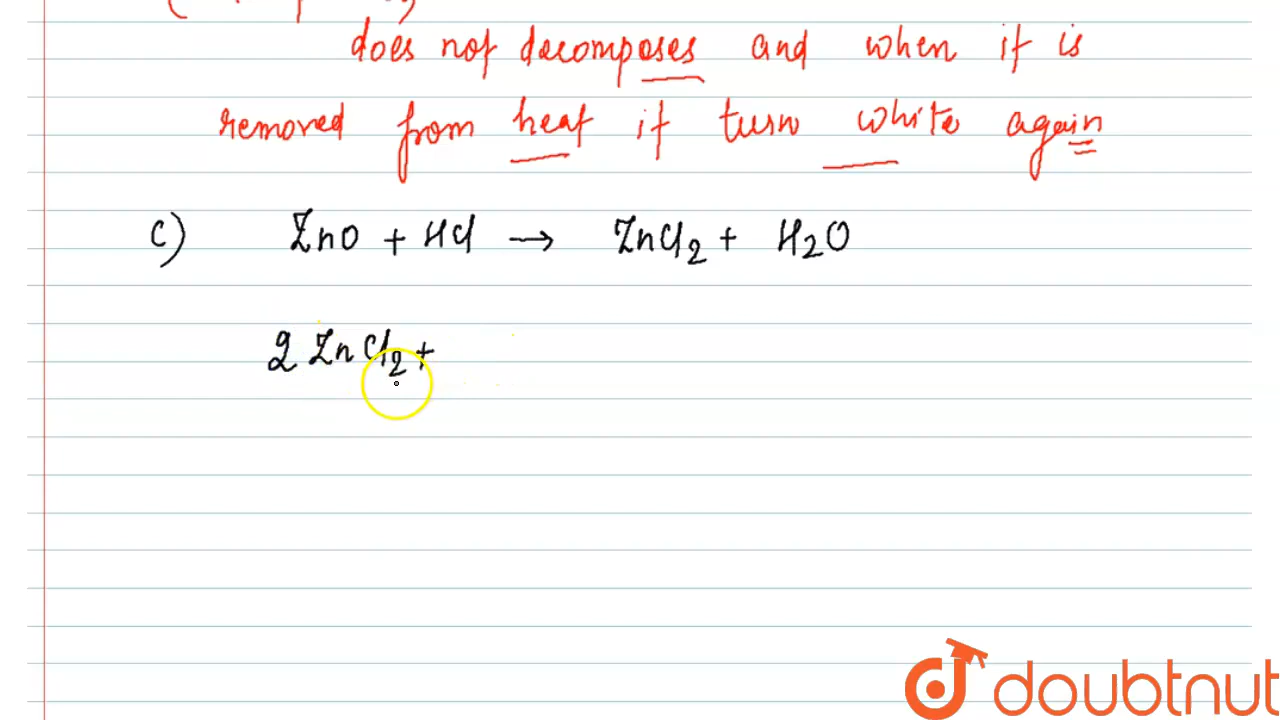 does not decomposes and when it is
removed from heat it turn white again
c) ZnO + HCl → ZnCl2 + H2O
2 ZnCl2 +
doubtnut